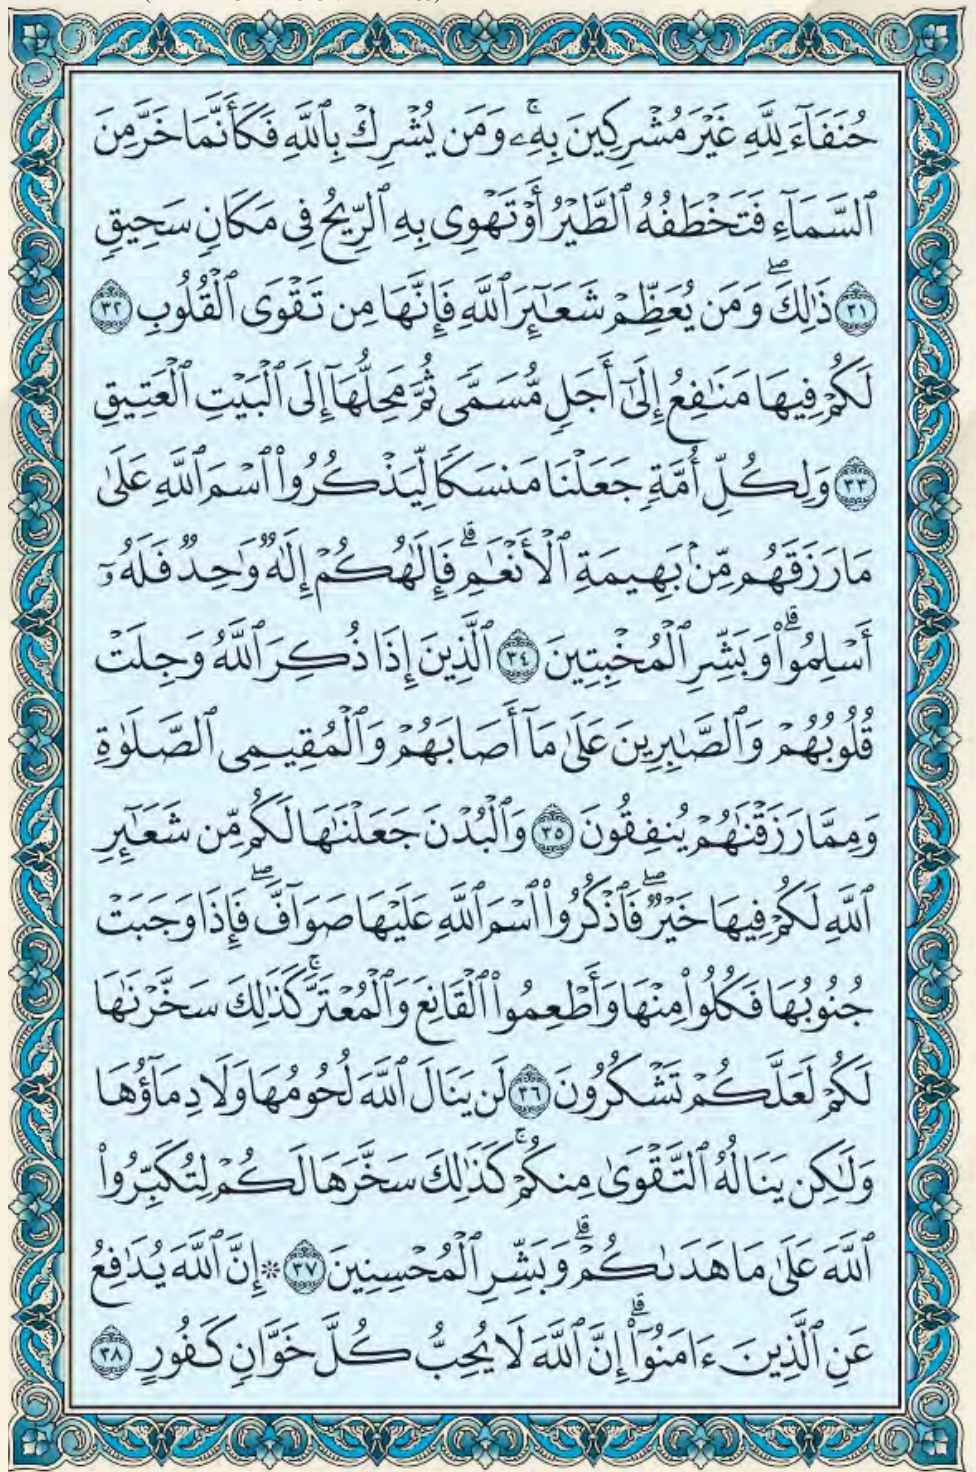 حُنَفَآءَ لِلَّهِ غَيْرَ مُشْرِكِينَ بِهِۦۚ وَمَن يُشْرِكْ بِٱللَّهِ فَكَأَنَّمَا خَرَّ مِنَ
ٱلسَّمَآءِ فَتَخْطَفُهُ ٱلطَّيْرُ أَوْ تَهْوِى بِهِ ٱلرِّيحُ فِى مَكَانٍ سَحِيقٍ
٣١ ذَٰلِكَۖ وَمَن يُعَظِّمْ شَعَـٰٓئِرَ ٱللَّهِ فَإِنَّهَا مِن تَقْوَى ٱلْقُلُوبِ ٣٢
لَكُمْ فِيهَا مَنَـٰفِعُ إِلَىٰٓ أَجَلٍ مُّسَمًّى ثُمَّ مَحِلُّهَآ إِلَى ٱلْبَيْتِ ٱلْعَتِيقِ
٣٣ وَلِكُلِّ أُمَّةٍ جَعَلْنَا مَنسَكًا لِّيَذْكُرُوا۟ ٱسْمَ ٱللَّهِ عَلَىٰ
مَا رَزَقَهُم مِّنۢ بَهِيمَةِ ٱلْأَنْعَـٰمِۗ فَإِلَـٰهُكُمْ إِلَـٰهٌ وَٰحِدٌ فَلَهُۥٓ
أَسْلِمُوا۟ۗ وَبَشِّرِ ٱلْمُخْبِتِينَ ٣٤ ٱلَّذِينَ إِذَا ذُكِرَ ٱللَّهُ وَجِلَتْ
قُلُوبُهُمْ وَٱلصَّـٰبِرِينَ عَلَىٰ مَآ أَصَابَهُمْ وَٱلْمُقِيمِى ٱلصَّلَوٰةِ
وَمِمَّا رَزَقْنَـٰهُمْ يُنفِقُونَ ٣٥ وَٱلْبُدْنَ جَعَلْنَـٰهَا لَكُم مِّن شَعَـٰٓئِرِ
ٱللَّهِ لَكُمْ فِيهَا خَيْرٌۖ فَٱذْكُرُوا۟ ٱسْمَ ٱللَّهِ عَلَيْهَا صَوَآفَّۖ فَإِذَا وَجَبَتْ
جُنُوبُهَا فَكُلُوا۟ مِنْهَا وَأَطْعِمُوا۟ ٱلْقَانِعَ وَٱلْمُعْتَرَّۚ كَذَٰلِكَ سَخَّرْنَـٰهَا
لَكُمْ لَعَلَّكُمْ تَشْكُرُونَ ٣٦ لَن يَنَالَ ٱللَّهَ لُحُومُهَا وَلَا دِمَآؤُهَا
وَلَـٰكِن يَنَالُهُ ٱلتَّقْوَىٰ مِنكُمْۚ كَذَٰلِكَ سَخَّرَهَا لَكُمْ لِتُكَبِّرُوا۟
ٱللَّهَ عَلَىٰ مَا هَدَىٰكُمْۗ وَبَشِّرِ ٱلْمُحْسِنِينَ ٣٧ ۞ إِنَّ ٱللَّهَ يُدَٰفِعُ
عَنِ ٱلَّذِينَ ءَامَنُوٓا۟ۗ إِنَّ ٱللَّهَ لَا يُحِبُّ كُلَّ خَوَّانٍ كَفُورٍ ٣٨